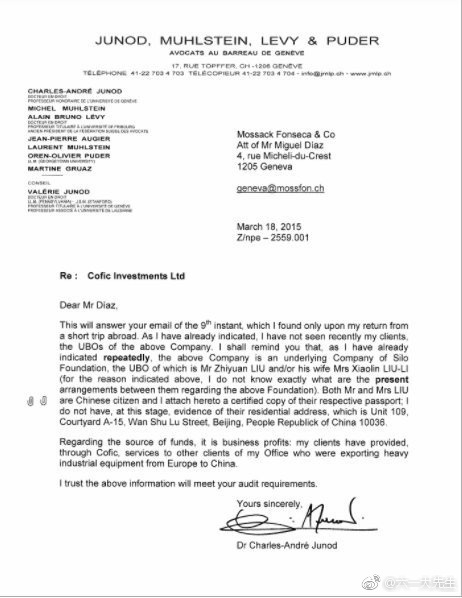 JUNOD, MUHLSTEIN, LEVY & PUDER
AVOCATS AU BARREAU DE GENÈVE
17, RUE TOPFFER, CH -1206 GENÈVE
TÉLÉPHONE 41-22 703 4 703 TÉLÉCOPIEUR 41-22 703 4 704 - info@jmlp.ch - www.jmlp.ch
CHARLES-ANDRÉ JUNOD
DOCTEUR EN DROIT
PROFESSEUR HONORAIRE DE L'UNIVERSITÉ DE GENÈVE
MICHEL MUHLSTEIN
ALAIN BRUNO LÉVY
DOCTEUR EN DROIT
PROFESSEUR TITULAIRE À L'UNIVERSITÉ DE FRIBOURG
ANCIEN PRÉSIDENT DE LA FÉDÉRATION SUISSE DES AVOCATS
JEAN-PIERRE AUGIER
LAURENT MUHLSTEIN
OREN-OLIVIER PUDER
LL.M. (GEORGETOWN UNIVERSITY)
MARTINE GRUAZ
CONSEIL
VALÉRIE JUNOD
DOCTEUR EN DROIT
LL.M. (PENNSYLVANIA) - J.S.M. (STANFORD)
PROFESSEUR TITULAIRE À L'UNIVERSITÉ DE GENÈVE
PROFESSEUR ASSOCIÉE À L'UNIVERSITÉ DE LAUSANNE
Mossack Fonseca & Co
Att of Mr Miguel Díaz
4, rue Micheli-du-Crest
1205 Geneva
geneva@mossfon.ch
March 18, 2015
Z/npe – 2559.001
Re : Cofic Investments Ltd
Dear Mr Díaz,
This will answer your email of the 9th instant, which I found only upon my return from
a short trip abroad. As I have already indicated, I have not seen recently my clients,
the UBOs of the above Company. I shall remind you that, as I have already
indicated repeatedly, the above Company is an underlying Company of Silo
Foundation, the UBO of which is Mr Zhiyuan LIU and/or his wife Mrs Xiaolin LIU-LI
(for the reason indicated above, I do not know exactly what are the present
arrangements between them regarding the above Foundation). Both Mr and Mrs LIU
are Chinese citizen and I attach hereto a certified copy of their respective passport; I
do not have, at this stage, evidence of their residential address, which is Unit 109,
Courtyard A-15, Wan Shu Lu Street, Beijing, People Republick of China 10036.
Regarding the source of funds, it is business profits: my clients have provided,
through Cofic, services to other clients of my Office who were exporting heavy
industrial equipment from Europe to China.
I trust the above information will meet your audit requirements.
Yours sincerely,
Dr Charles-André Junod